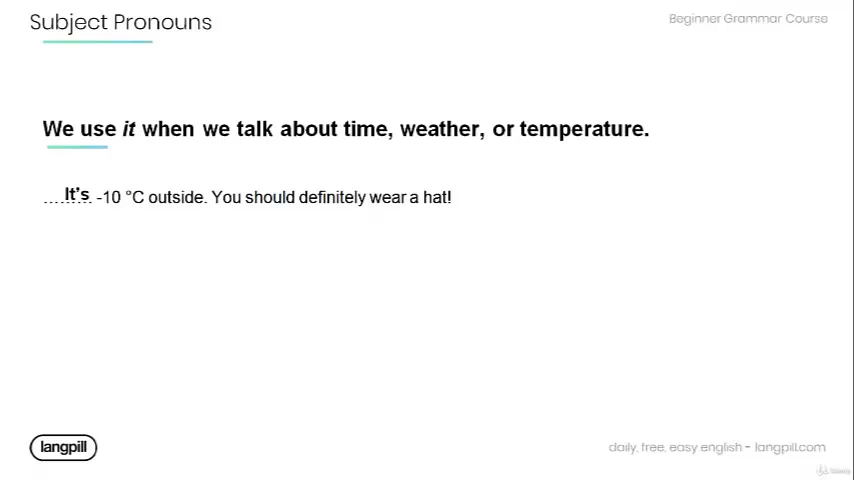 Subject Pronouns
Beginner Grammar Course
We use it when we talk about time, weather, or temperature.
....It's.... -10 °C outside. You should definitely wear a hat!
langpill
daily, free, easy english - langpill.com
Udemy